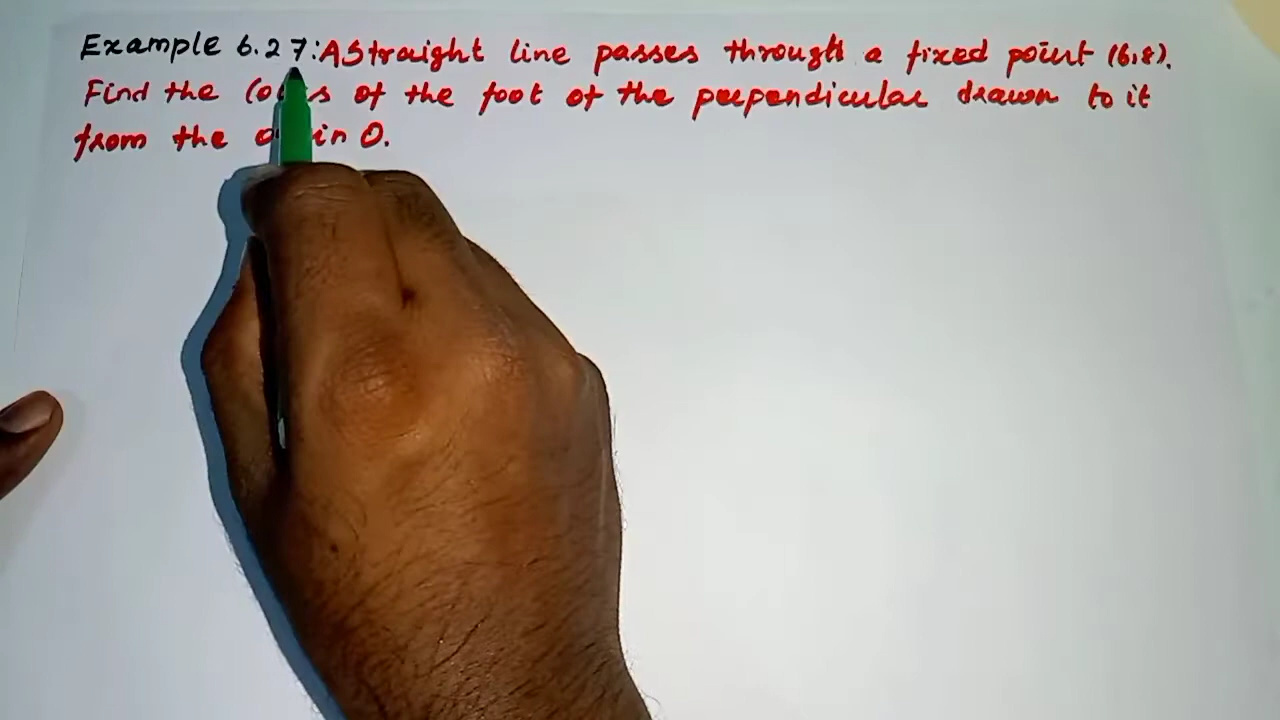 Example 6.27:A Straight line passes through a fixed point (6,8).
Find the of the foot of the perpendicular drawn to it
from the O.